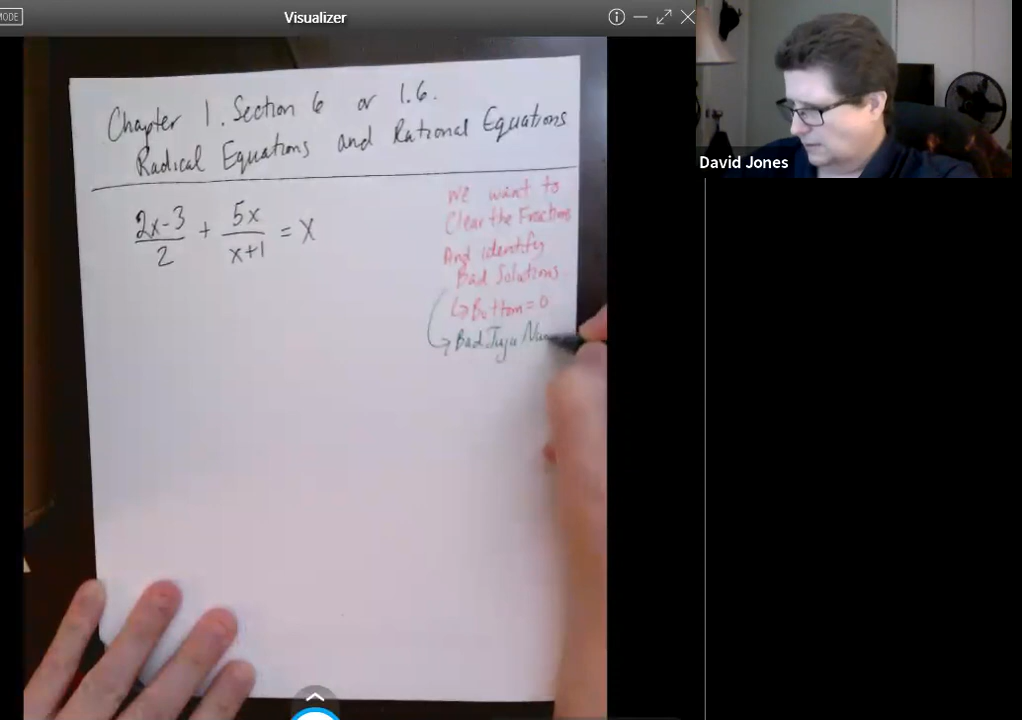 MODE
Visualizer
David Jones
Chapter 1. Section 6 or 1.6.
Radical Equations and Rational Equations
2x-3/2 + 5x/x+1 = x
We want to
Clear the Fractions
And identify
Bad Solutions
↳ Bottom = 0
↳ Bad Juju